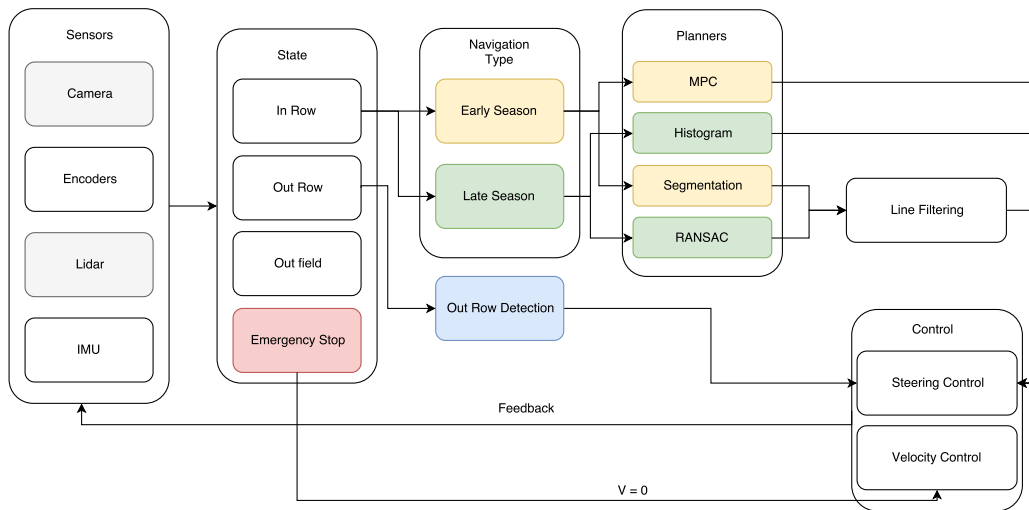 Sensors
Camera
Encoders
Lidar
IMU
State
In Row
Out Row
Out field
Emergency Stop
Navigation
Type
Early Season
Late Season
Out Row Detection
Planners
MPC
Histogram
Segmentation
RANSAC
Line Filtering
Control
Steering Control
Velocity Control
Feedback
V = 0